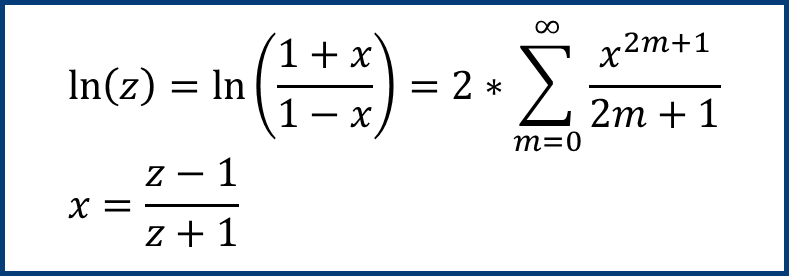 ln(z) = ln((1 + x)/(1 − x)) = 2 * ∑_{m=0}^{∞} x^{2m+1}/(2m + 1)
x = (z − 1)/(z + 1)